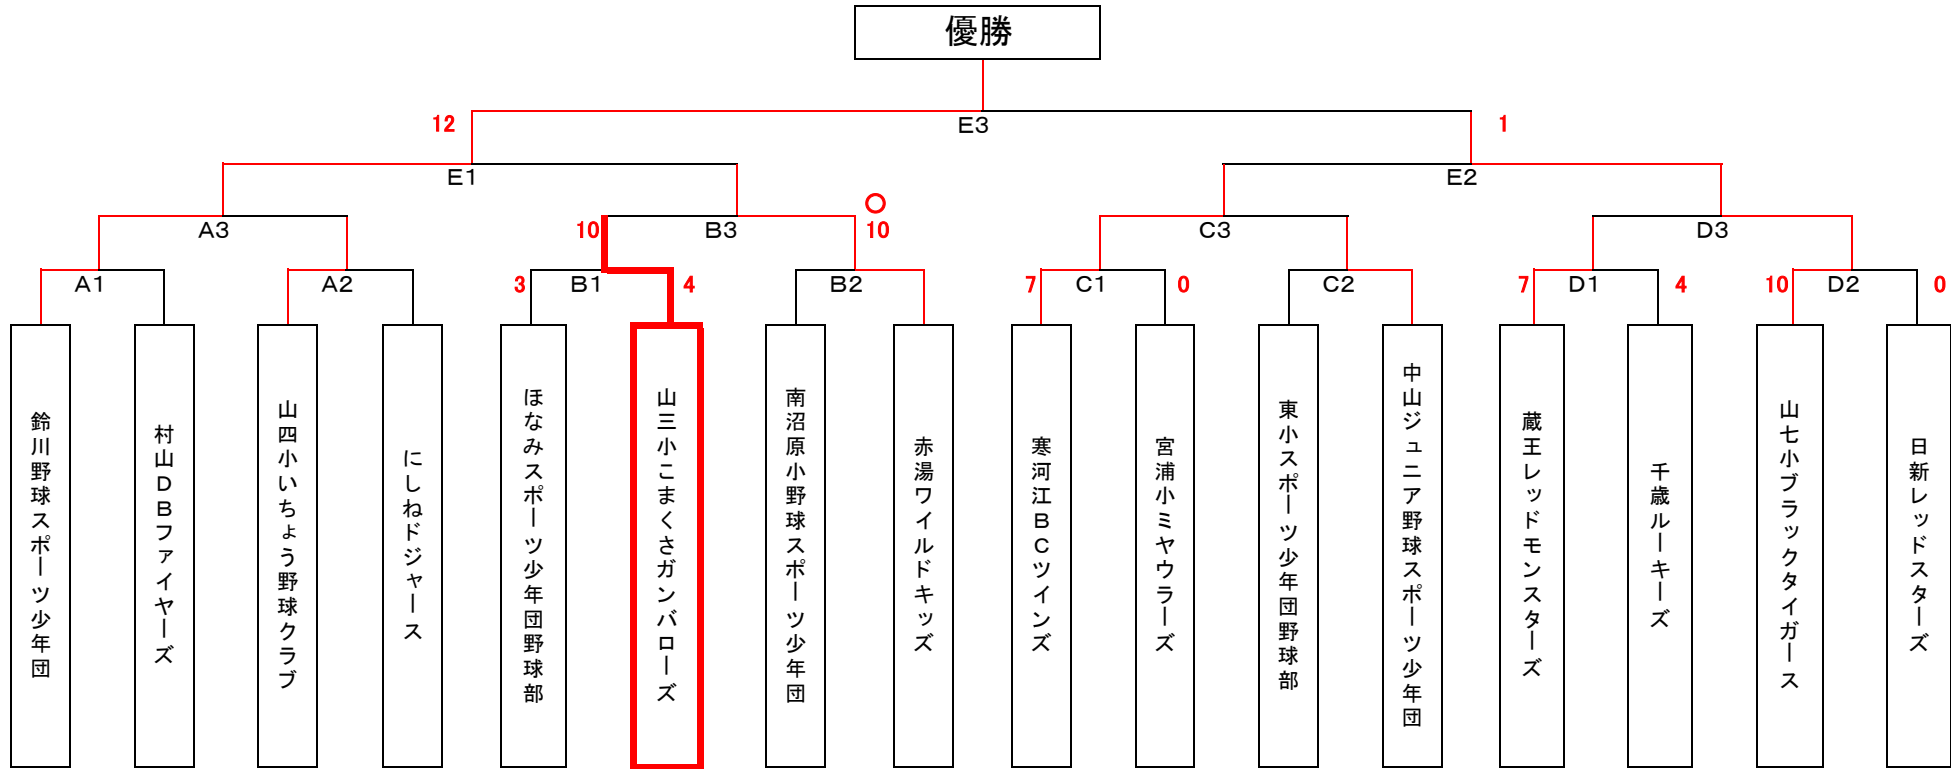 優勝
12
E3
1
E1
E2
A3
10
B3
○
10
C3
D3
A1
A2
3
B1
4
B2
7
C1
0
C2
7
D1
4
10
D2
0
鈴川野球スポーツ少年団
村山DBファイヤーズ
山四小いちょう野球クラブ
にしねドジャース
ほなみスポーツ少年団野球部
山三小こまくさガンバローズ
南沼原小野球スポーツ少年団
赤湯ワイルドキッズ
寒河江BCツインズ
宮浦小ミヤウラーズ
東小スポーツ少年団野球部
中山ジュニア野球スポーツ少年団
蔵王レッドモンスターズ
千歳ルーキーズ
山七小ブラックタイガース
日新レッドスターズ